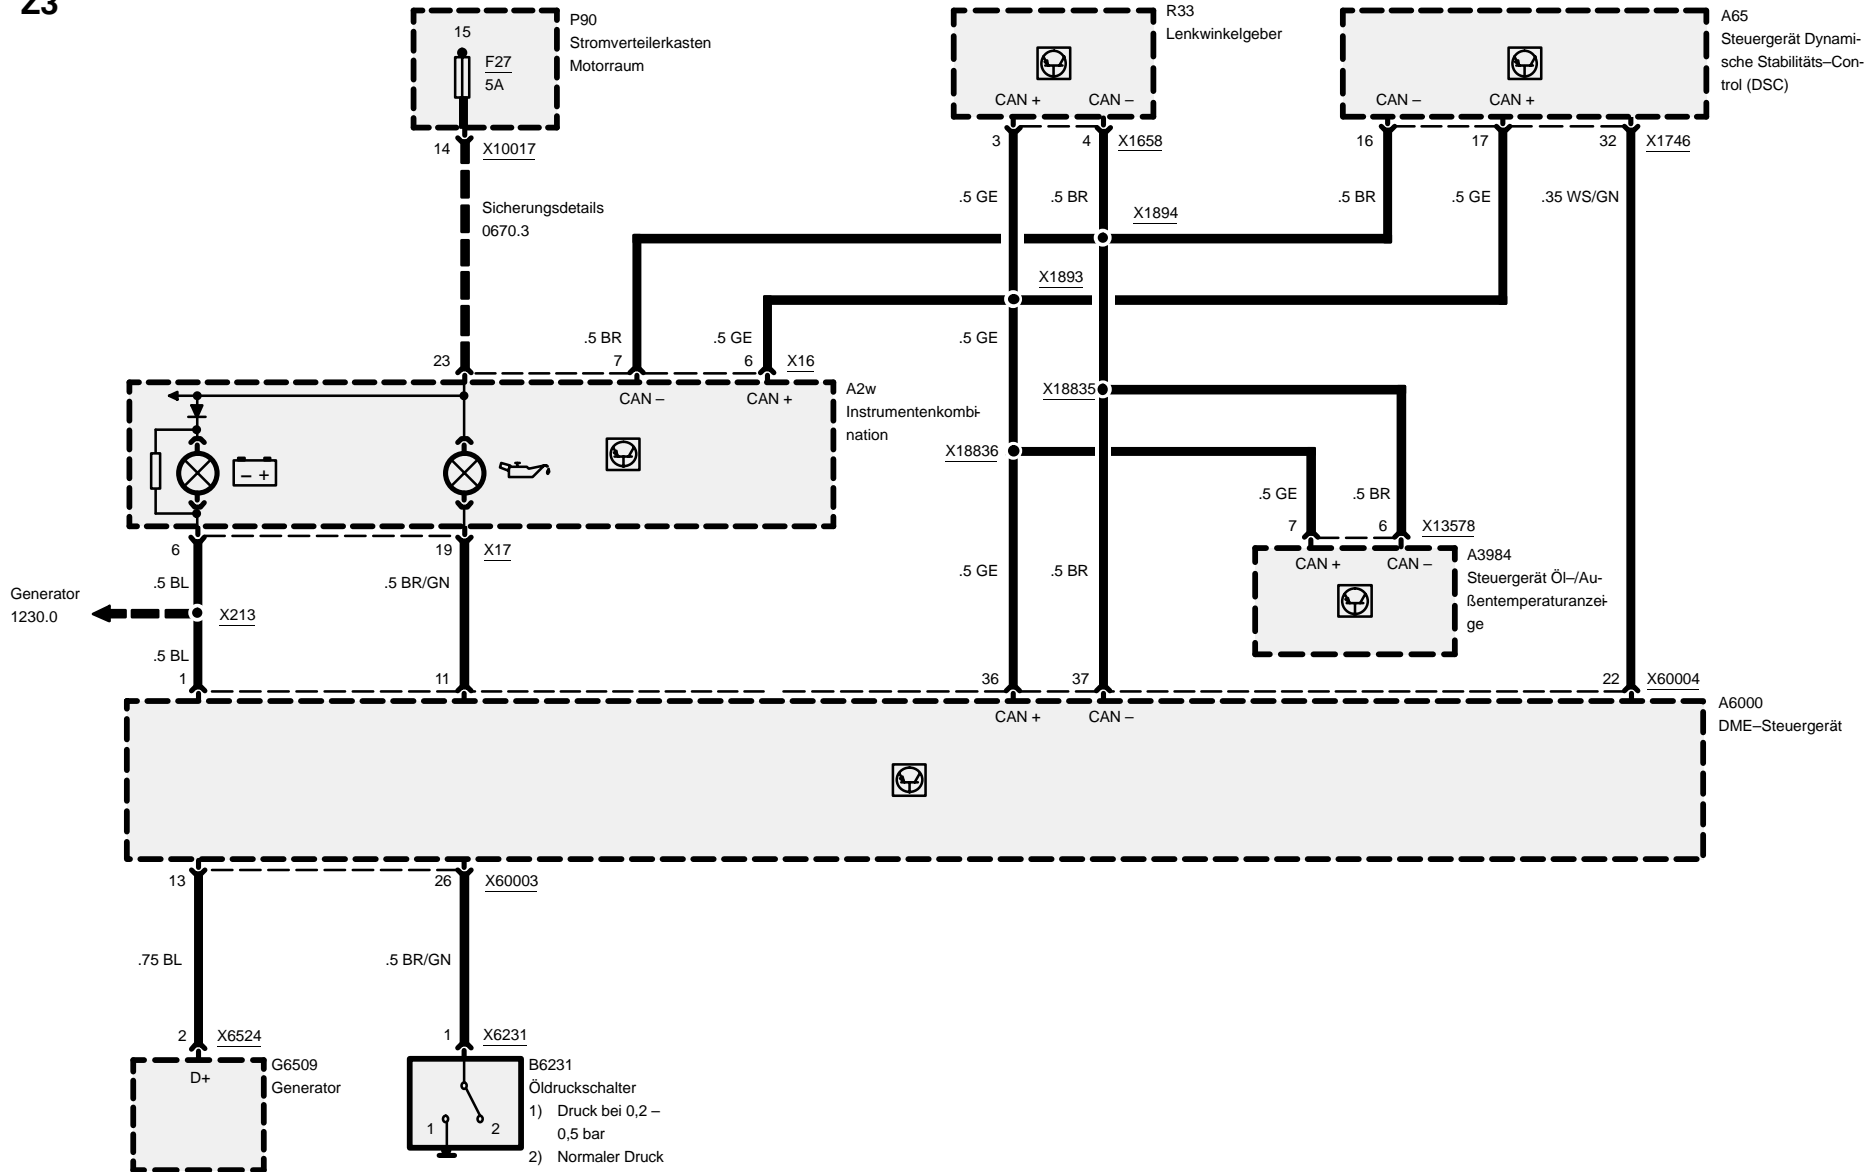 Z3
P90
Stromverteilerkasten
Motorraum
15
F27
5A
14
X10017
Sicherungsdetails
0670.3
R33
Lenkwinkelgeber
CAN +
CAN –
3
4
X1658
A65
Steuergerät Dynami-
sche Stabilitäts–Con-
trol (DSC)
CAN –
CAN +
16
17
32
X1746
.5 GE
.5 BR
.5 BR
.5 GE
.35 WS/GN
X1894
X1893
.5 BR
.5 GE
.5 GE
23
7
6
X16
CAN –
CAN +
A2w
Instrumentenkombi-
nation
– +
X18835
X18836
.5 GE
.5 BR
7
6
X13578
CAN +
CAN –
A3984
Steuergerät Öl–/Au-
ßentemperaturanzei-
ge
6
19
X17
.5 BL
.5 BR/GN
.5 GE
.5 BR
Generator
1230.0
X213
.5 BL
1
11
36
37
22
X60004
CAN +
CAN –
A6000
DME–Steuergerät
13
26
X60003
.75 BL
.5 BR/GN
2
X6524
1
X6231
D+
G6509
Generator
1
2
B6231
Öldruckschalter
1) Druck bei 0,2 –
0,5 bar
2) Normaler Druck